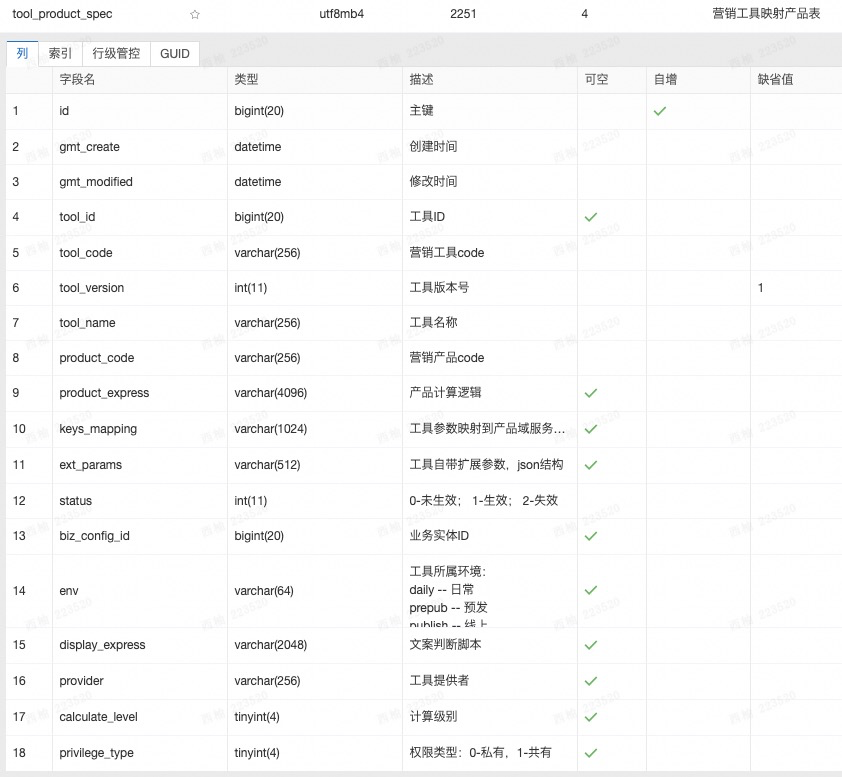 tool_product_spec ☆ utf8mb4 2251 4 营销工具映射产品表
列 索引 行级管控 GUID
字段名 类型 描述 可空 自增 缺省值
1 id bigint(20) 主键 ✓
2 gmt_create datetime 创建时间
3 gmt_modified datetime 修改时间
4 tool_id bigint(20) 工具ID ✓
5 tool_code varchar(256) 营销工具code
6 tool_version int(11) 工具版本号 1
7 tool_name varchar(256) 工具名称
8 product_code varchar(256) 营销产品code
9 product_express varchar(4096) 产品计算逻辑 ✓
10 keys_mapping varchar(1024) 工具参数映射到产品域服务... ✓
11 ext_params varchar(512) 工具自带扩展参数，json结构 ✓
12 status int(11) 0-未生效； 1-生效； 2-失效
13 biz_config_id bigint(20) 业务实体ID ✓
14 env varchar(64) 工具所属环境: ✓
daily -- 日常
prepub -- 预发
publish -- 线上
15 display_express varchar(2048) 文案判断脚本 ✓
16 provider varchar(256) 工具提供者 ✓
17 calculate_level tinyint(4) 计算级别 ✓
18 privilege_type tinyint(4) 权限类型：0-私有，1-共有 ✓